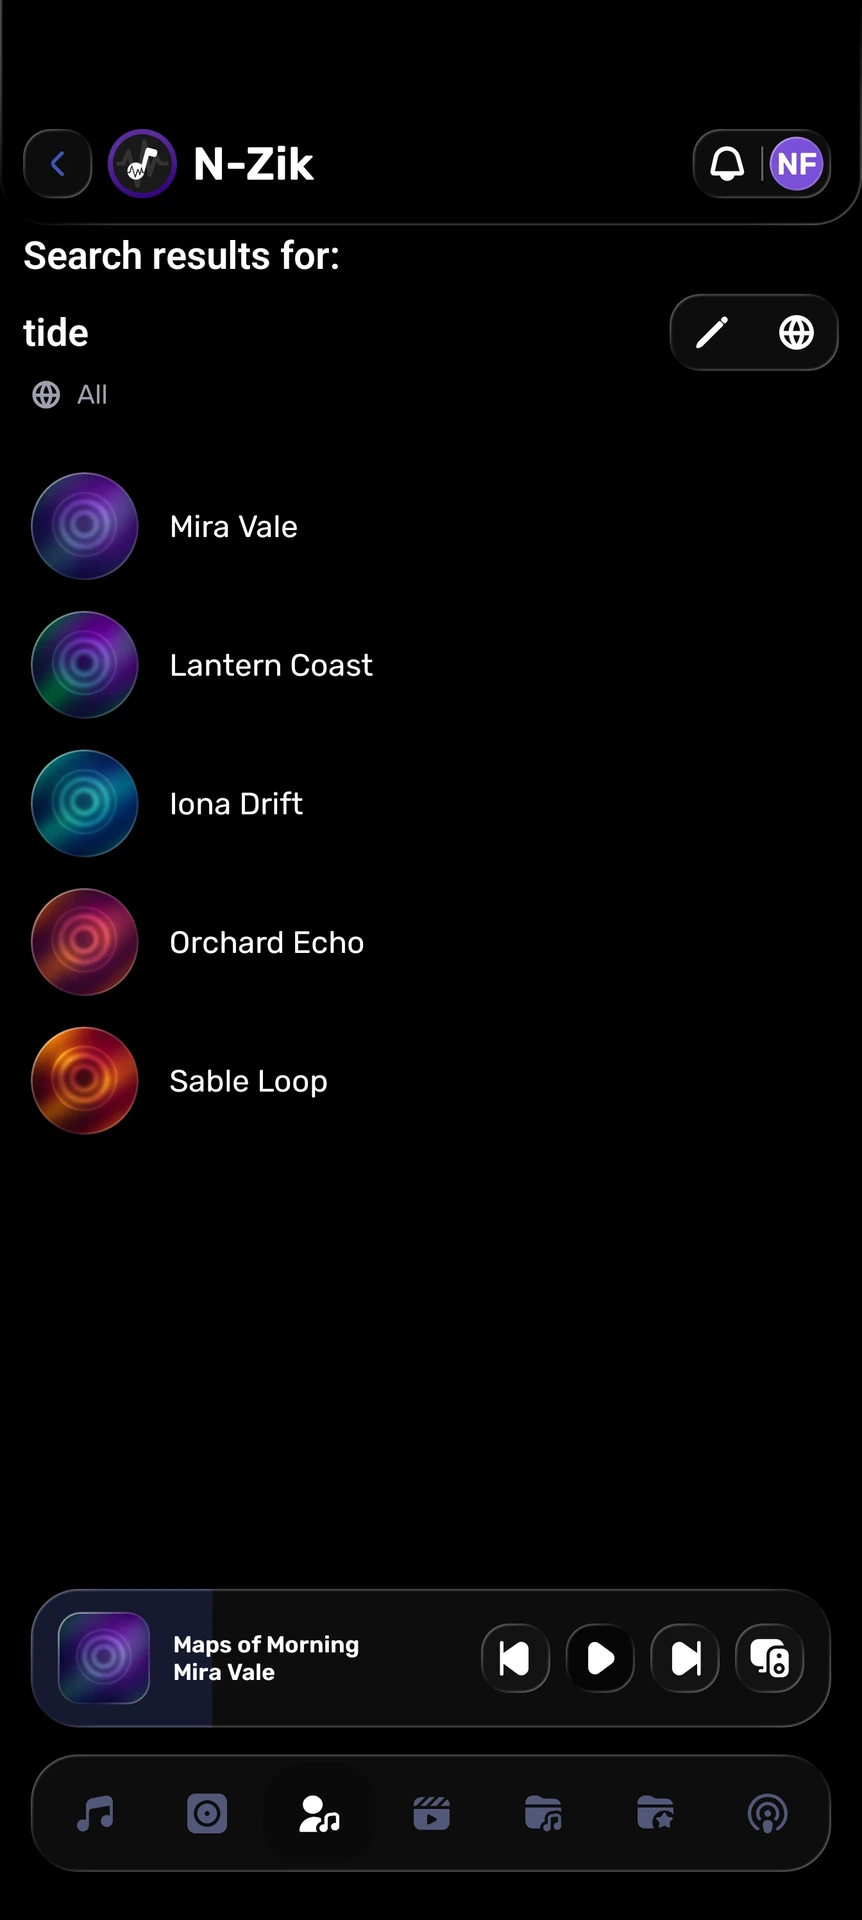 N-Zik
NF
Search results for:
tide
All
Mira Vale
Lantern Coast
Iona Drift
Orchard Echo
Sable Loop
Maps of Morning
Mira Vale